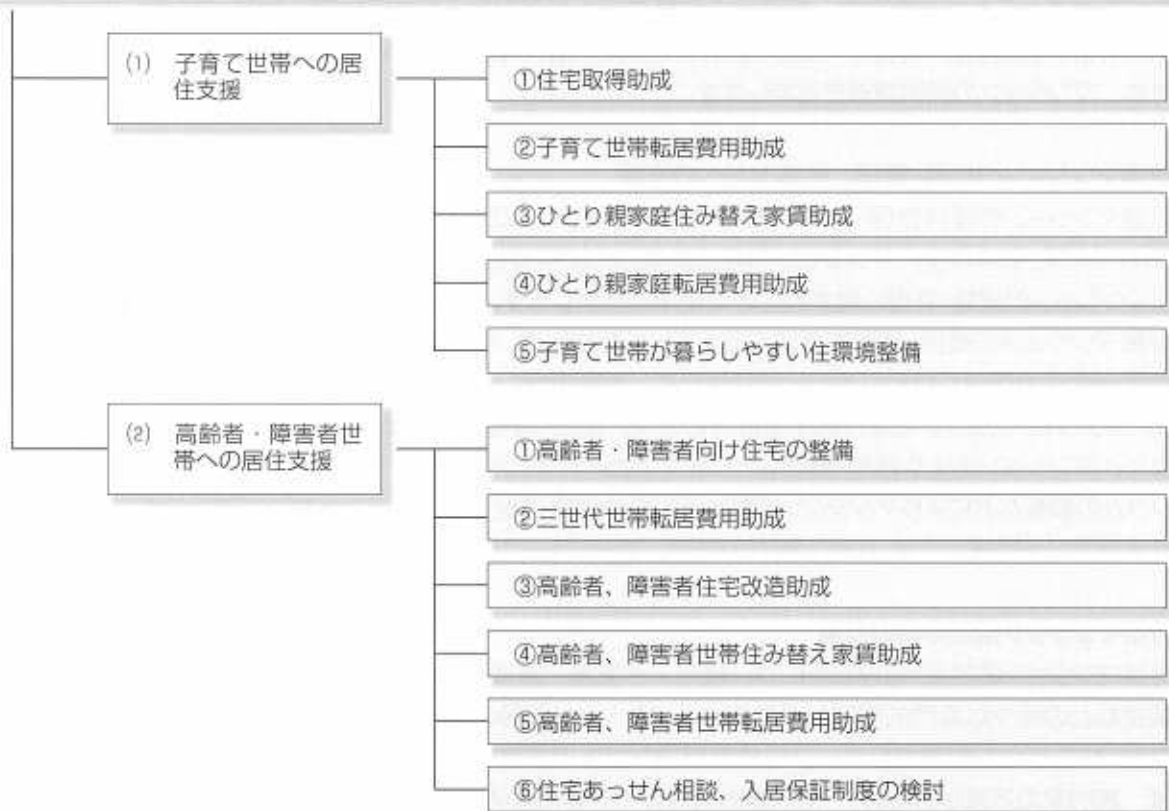 (1) 子育て世帯への居
住支援
①住宅取得助成
②子育て世帯転居費用助成
③ひとり親家庭住み替え家賃助成
④ひとり親家庭転居費用助成
⑤子育て世帯が暮らしやすい住環境整備
(2) 高齢者・障害者世
帯への居住支援
①高齢者・障害者向け住宅の整備
②三世代世帯転居費用助成
③高齢者、障害者住宅改造助成
④高齢者、障害者世帯住み替え家賃助成
⑤高齢者、障害者世帯転居費用助成
⑥住宅あっせん相談、入居保証制度の検討